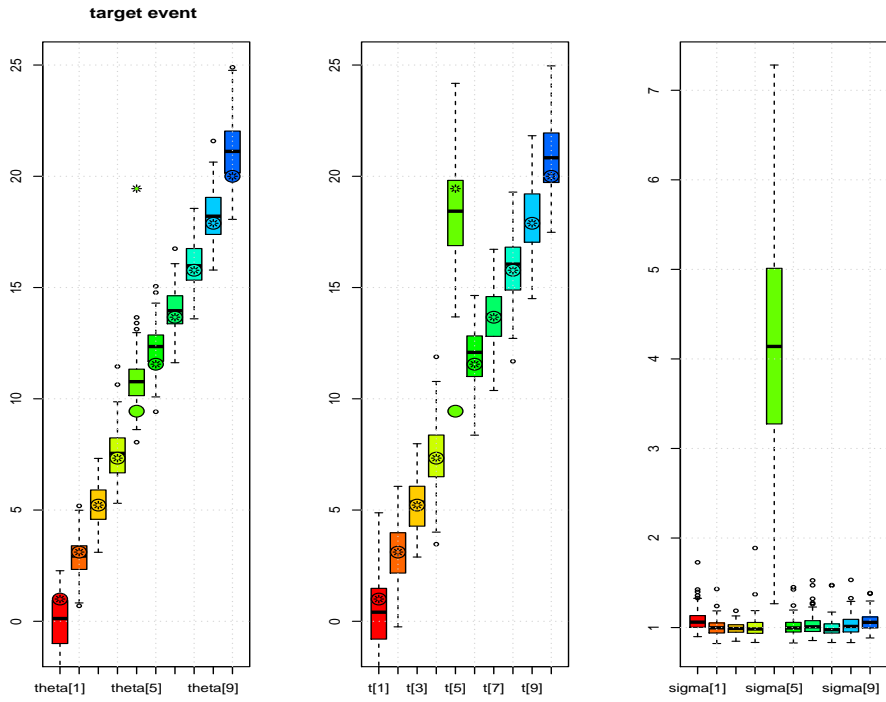 target event
25
20
15
10
5
0
theta[1]
theta[5]
theta[9]
25
20
15
10
5
0
t[1]
t[3]
t[5]
t[7]
t[9]
7
6
5
4
3
2
1
sigma[1]
sigma[5]
sigma[9]